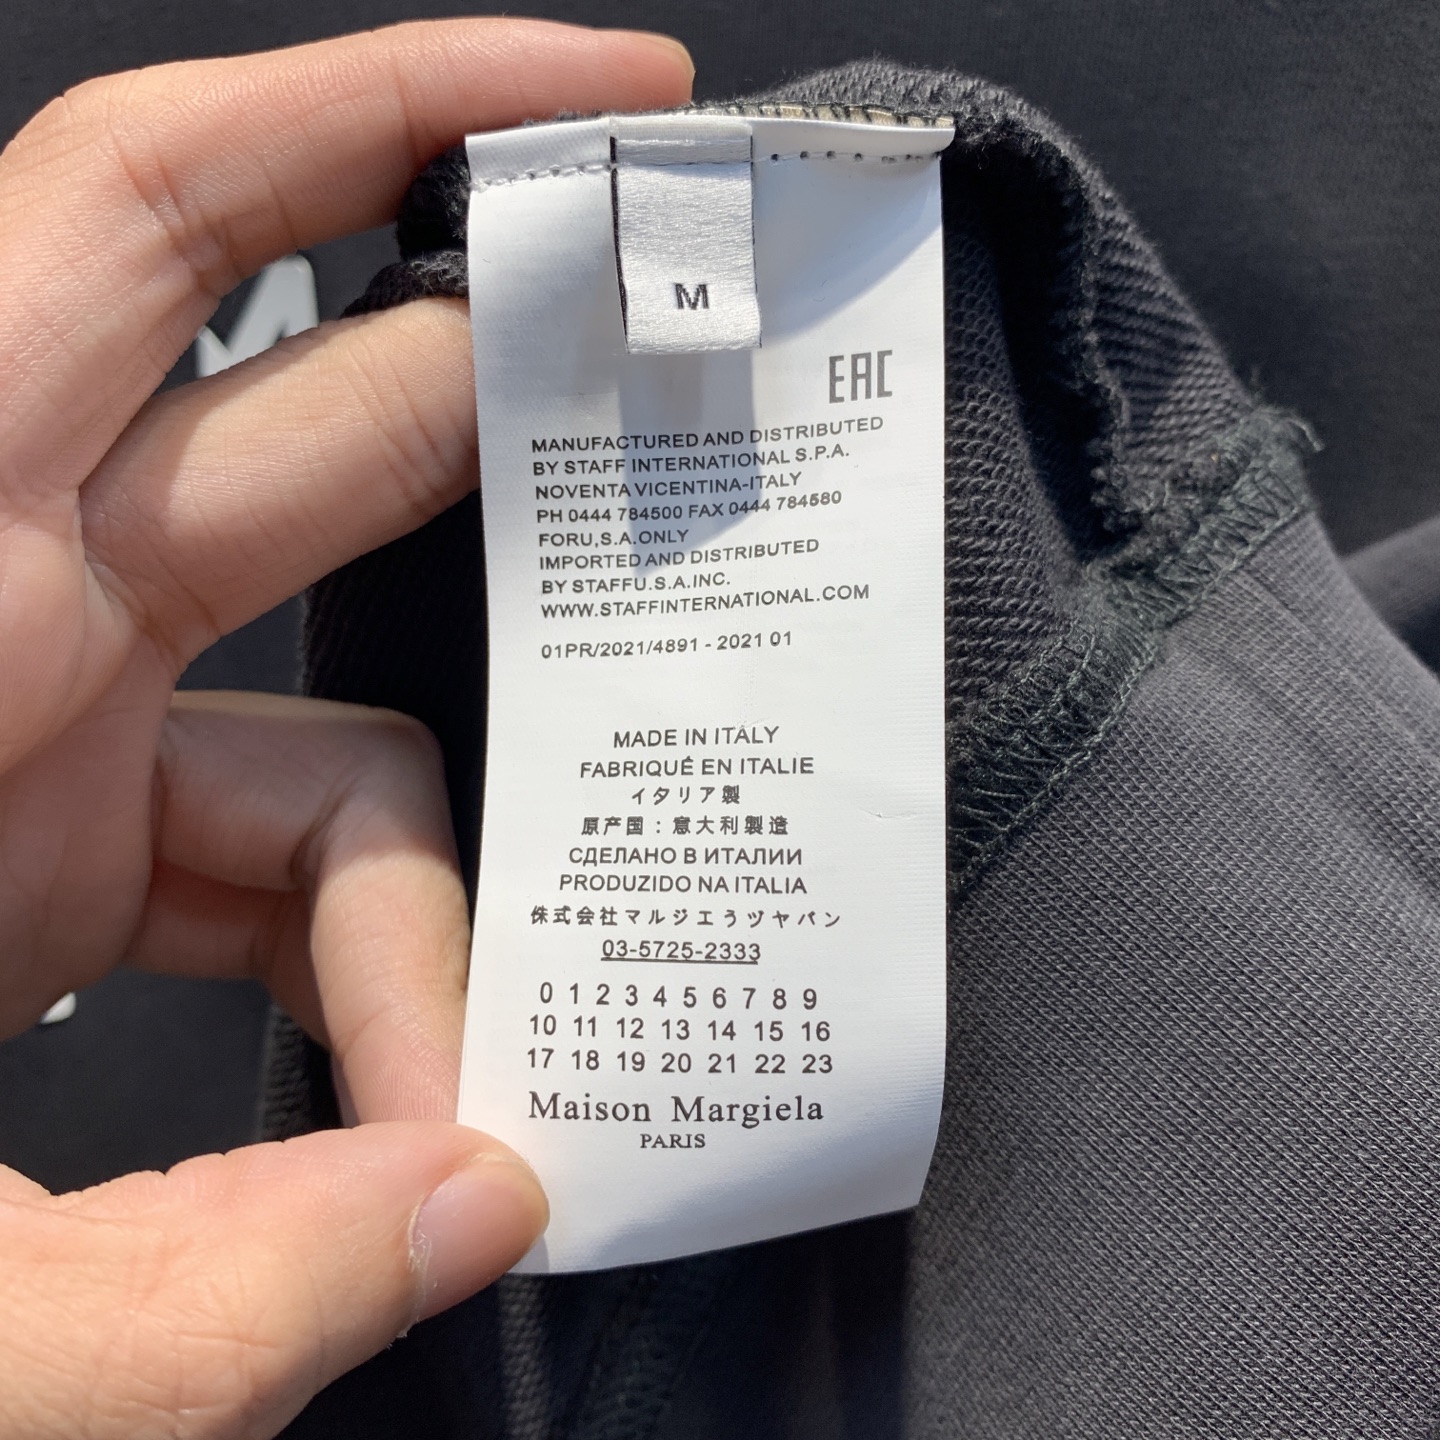 M
EAC
MANUFACTURED AND DISTRIBUTED
BY STAFF INTERNATIONAL S.P.A.
NOVENTA VICENTINA-ITALY
PH 0444 784500 FAX 0444 784580
FORU,S.A.ONLY
IMPORTED AND DISTRIBUTED
BY STAFFU.S.A.INC.
WWW.STAFFINTERNATIONAL.COM
01PR/2021/4891 - 2021 01
MADE IN ITALY
FABRIQUÉ EN ITALIE
イタリア製
原产国：意大利製造
СДЕЛАНО В ИТАЛИИ
PRODUZIDO NA ITALIA
侏式会社マルジエうヅヤパン
03-5725-2333
0 1 2 3 4 5 6 7 8 9
10 11 12 13 14 15 16
17 18 19 20 21 22 23
Maison Margiela
PARIS